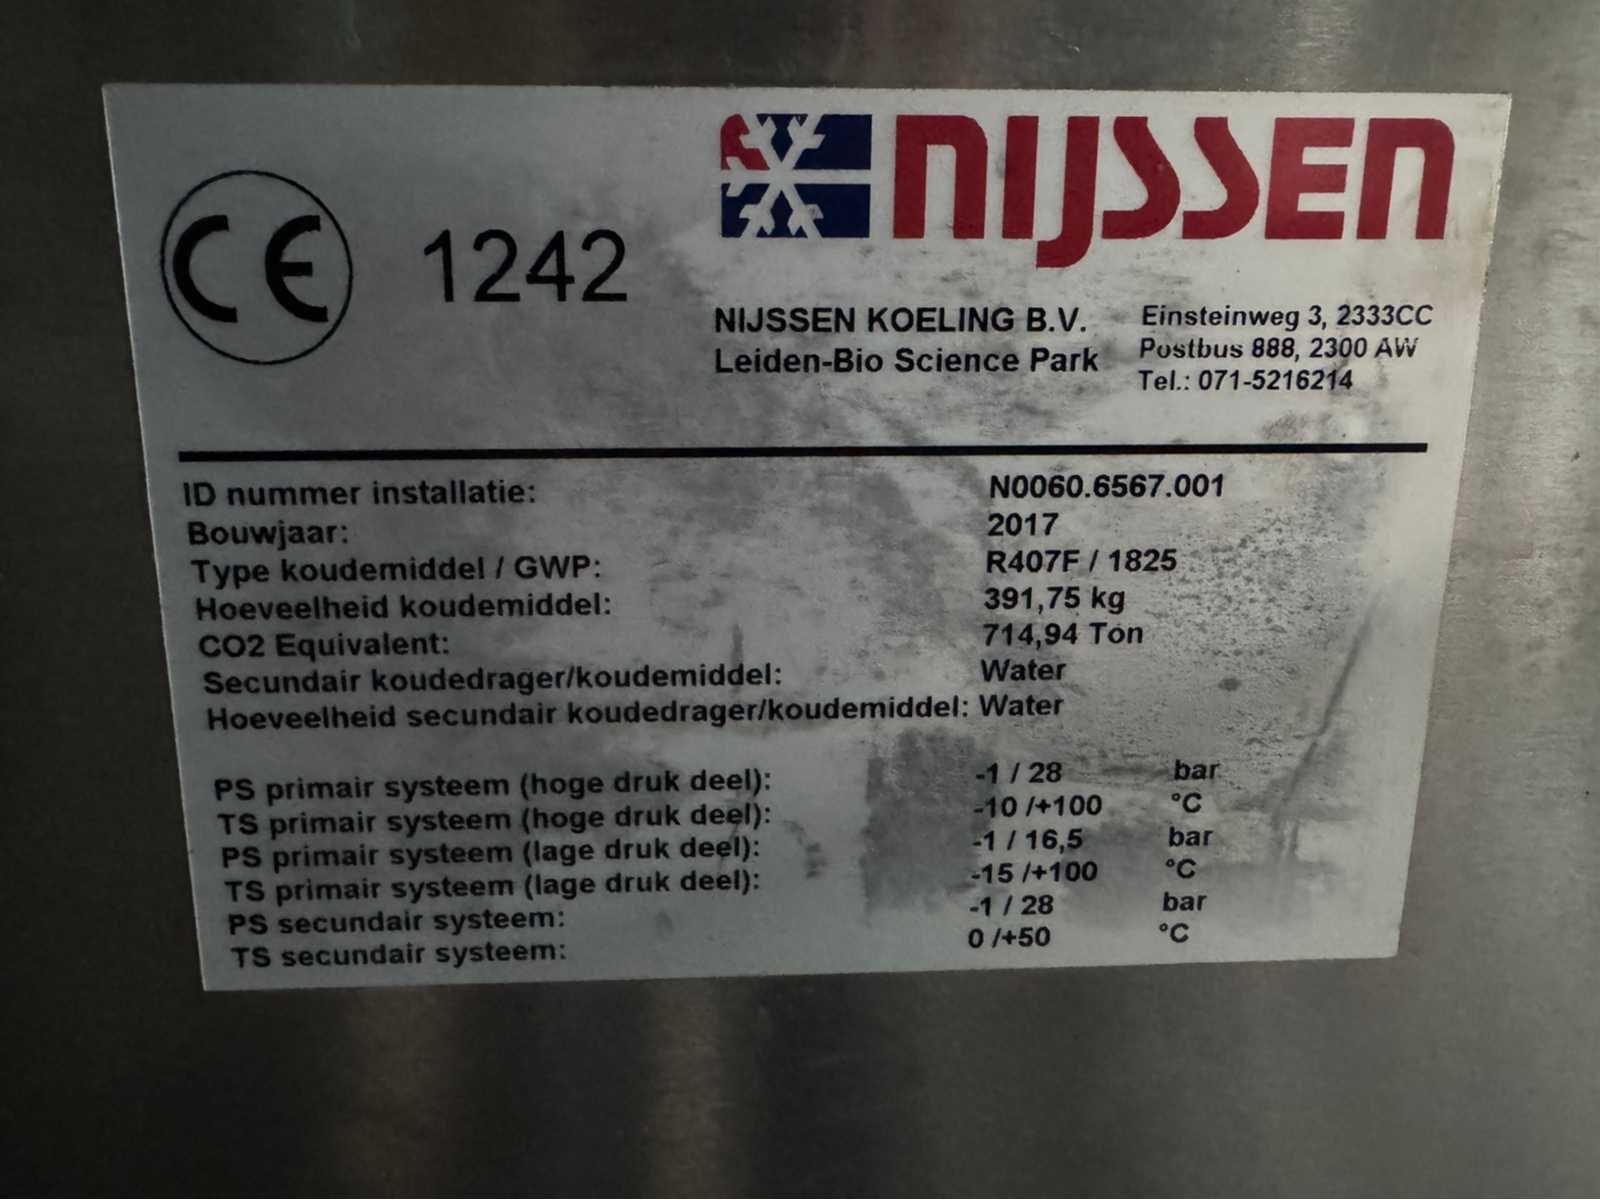 CE 1242
NIJSSEN
NIJSSEN KOELING B.V.
Leiden-Bio Science Park
Einsteinweg 3, 2333CC
Postbus 888, 2300 AW
Tel.: 071-5216214
ID nummer installatie: N0060.6567.001
Bouwjaar: 2017
Type koudemiddel / GWP: R407F / 1825
Hoeveelheid koudemiddel: 391,75 kg
CO2 Equivalent: 714,94 Ton
Secundair koudedrager/koudemiddel: Water
Hoeveelheid secundair koudedrager/koudemiddel: Water
PS primair systeem (hoge druk deel): -1 / 28 bar
TS primair systeem (hoge druk deel): -10 /+100 °C
PS primair systeem (lage druk deel): -1 / 16,5 bar
TS primair systeem (lage druk deel): -15 /+100 °C
PS secundair systeem: -1 / 28 bar
TS secundair systeem: 0 /+50 °C